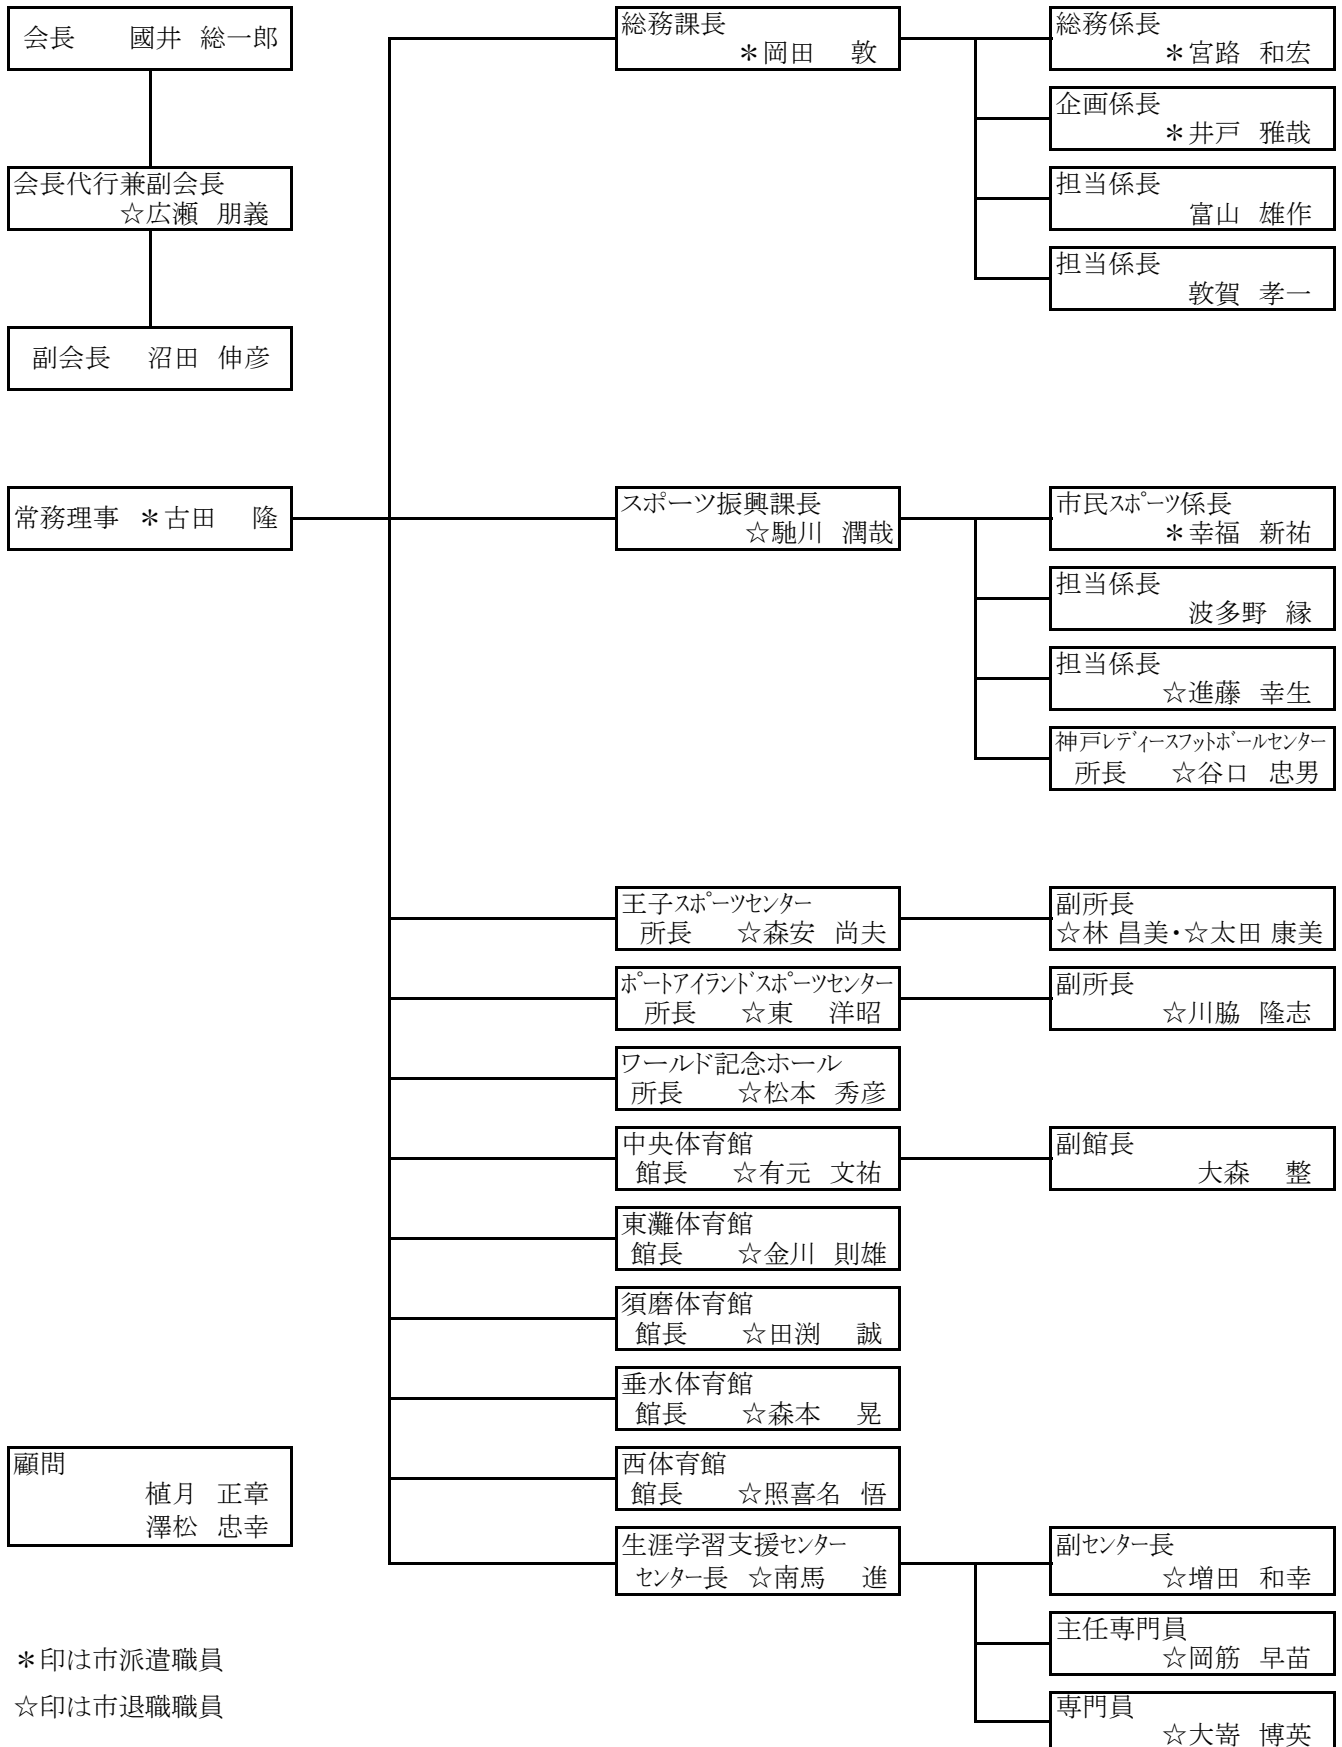 会長　國井 総一郎
会長代行兼副会長
☆広瀬 朋義
副会長　沼田 伸彦
常務理事 ＊古田　隆
顧問
植月 正章
澤松 忠幸
＊印は市派遣職員
☆印は市退職職員
総務課長
＊岡田　敦
スポーツ振興課長
☆馳川 潤哉
王子スポーツセンター
所長　☆森安 尚夫
ポートアイランドスポーツセンター
所長　☆東　洋昭
ワールド記念ホール
所長　☆松本 秀彦
中央体育館
館長　☆有元 文祐
東灘体育館
館長　☆金川 則雄
須磨体育館
館長　☆田渕　誠
垂水体育館
館長　☆森本　晃
西体育館
館長　☆照喜名 悟
生涯学習支援センター
センター長 ☆南馬　進
総務係長
＊宮路 和宏
企画係長
＊井戸 雅哉
担当係長
富山 雄作
担当係長
敦賀 孝一
市民スポーツ係長
＊幸福 新祐
担当係長
波多野 縁
担当係長
☆進藤 幸生
神戸レディースフットボールセンター
所長　☆谷口 忠男
副所長
☆林 昌美・☆太田 康美
副所長
☆川脇 隆志
副館長
大森　整
副センター長
☆増田 和幸
主任専門員
☆岡筋 早苗
専門員
☆大嵜 博英